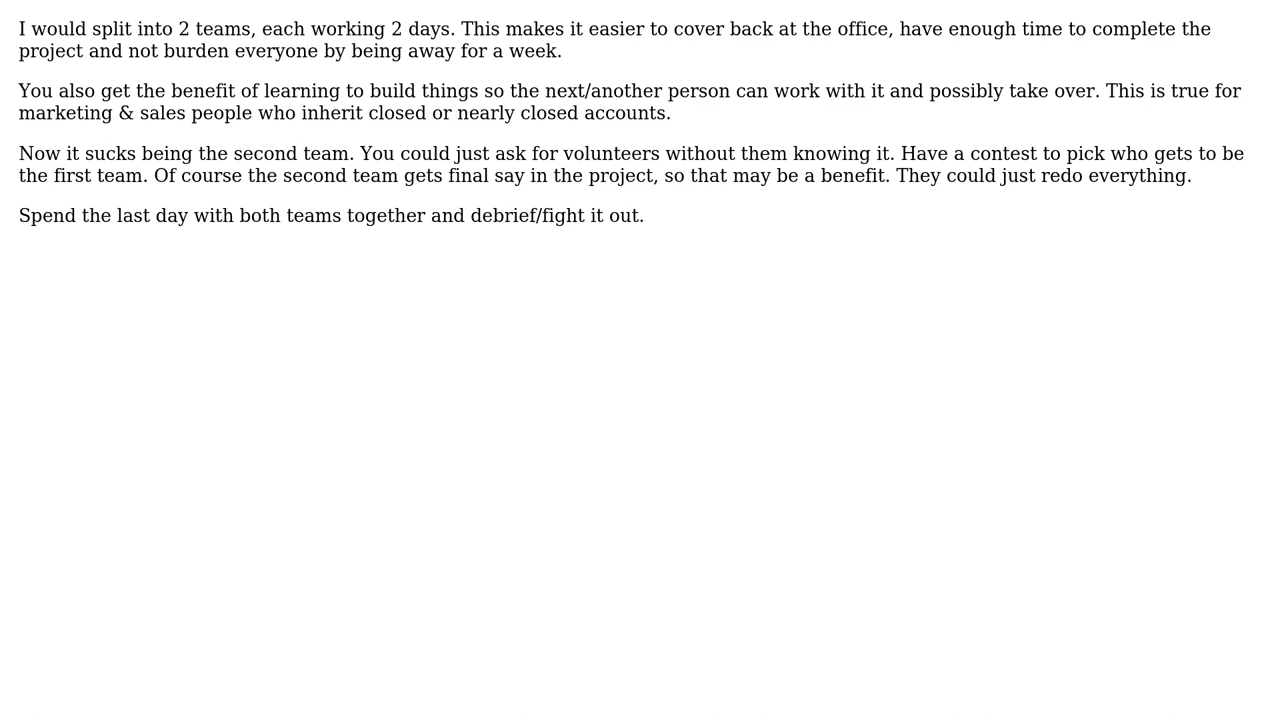 I would split into 2 teams, each working 2 days. This makes it easier to cover back at the office, have enough time to complete the
project and not burden everyone by being away for a week.
You also get the benefit of learning to build things so the next/another person can work with it and possibly take over. This is true for
marketing & sales people who inherit closed or nearly closed accounts.
Now it sucks being the second team. You could just ask for volunteers without them knowing it. Have a contest to pick who gets to be
the first team. Of course the second team gets final say in the project, so that may be a benefit. They could just redo everything.
Spend the last day with both teams together and debrief/fight it out.